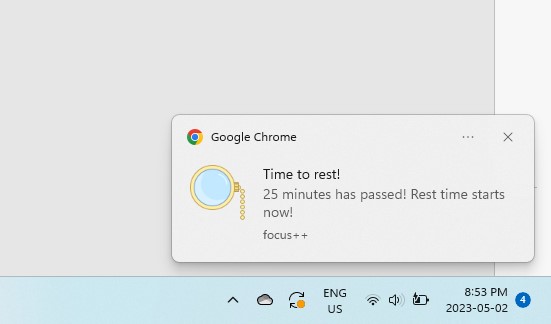 Google Chrome
Time to rest!
25 minutes has passed! Rest time starts
now!
focus++
ENG
US
8:53 PM
2023-05-02
4